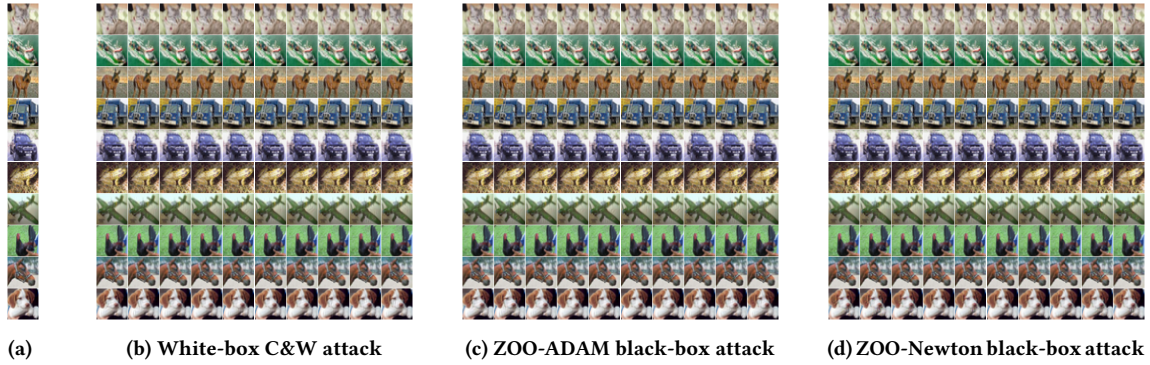 (a)
(b) White-box C&W attack
(c) ZOO-ADAM black-box attack
(d) ZOO-Newton black-box attack